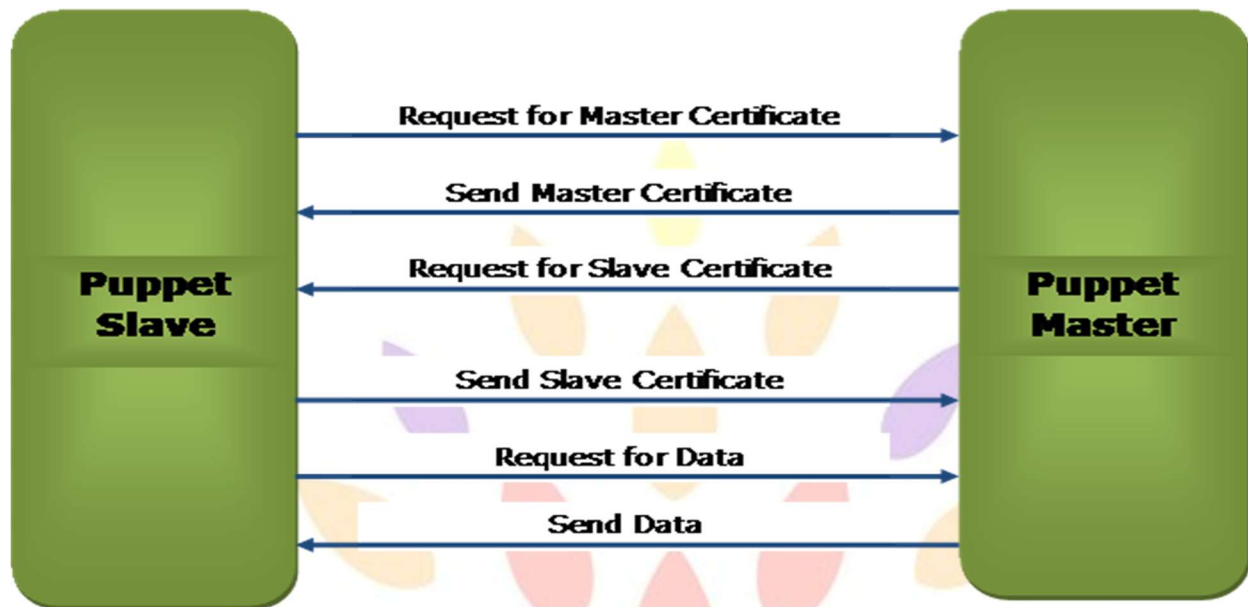 Request for Master Certificate
Send Master Certificate
Request for Slave Certificate
Puppet
Slave
Puppet
Master
Send Slave Certificate
Request for Data
Send Data